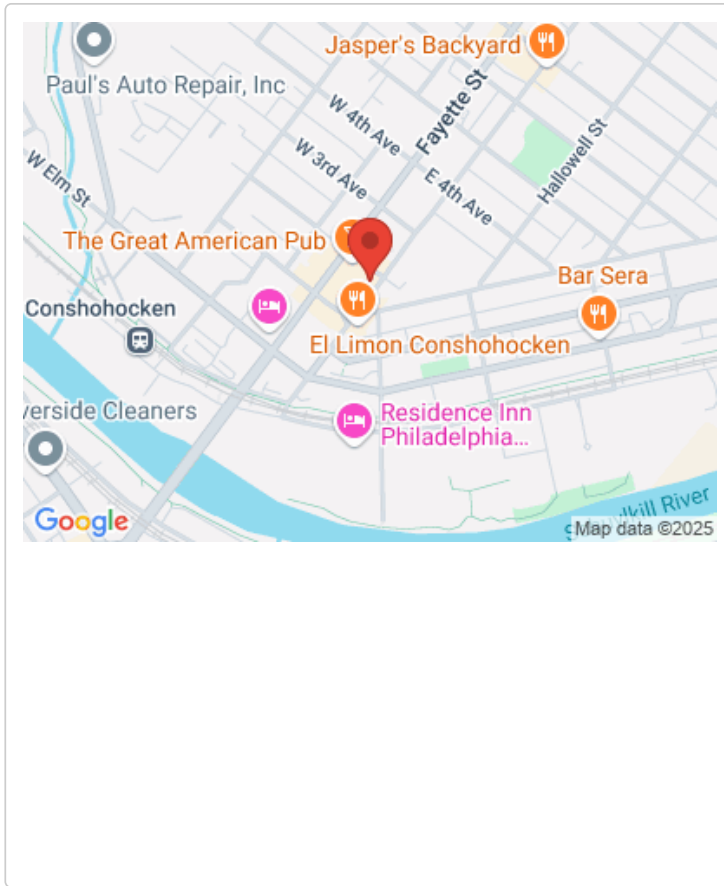 Jasper's Backyard
Paul's Auto Repair, Inc
W 4th Ave
Fayette St
W 3rd Ave
E 4th Ave
Hallowell St
W Elm St
The Great American Pub
Bar Sera
Conshohocken
El Limon Conshohocken
verside Cleaners
Residence Inn
Philadelphia...
Google
River
Map data ©2025